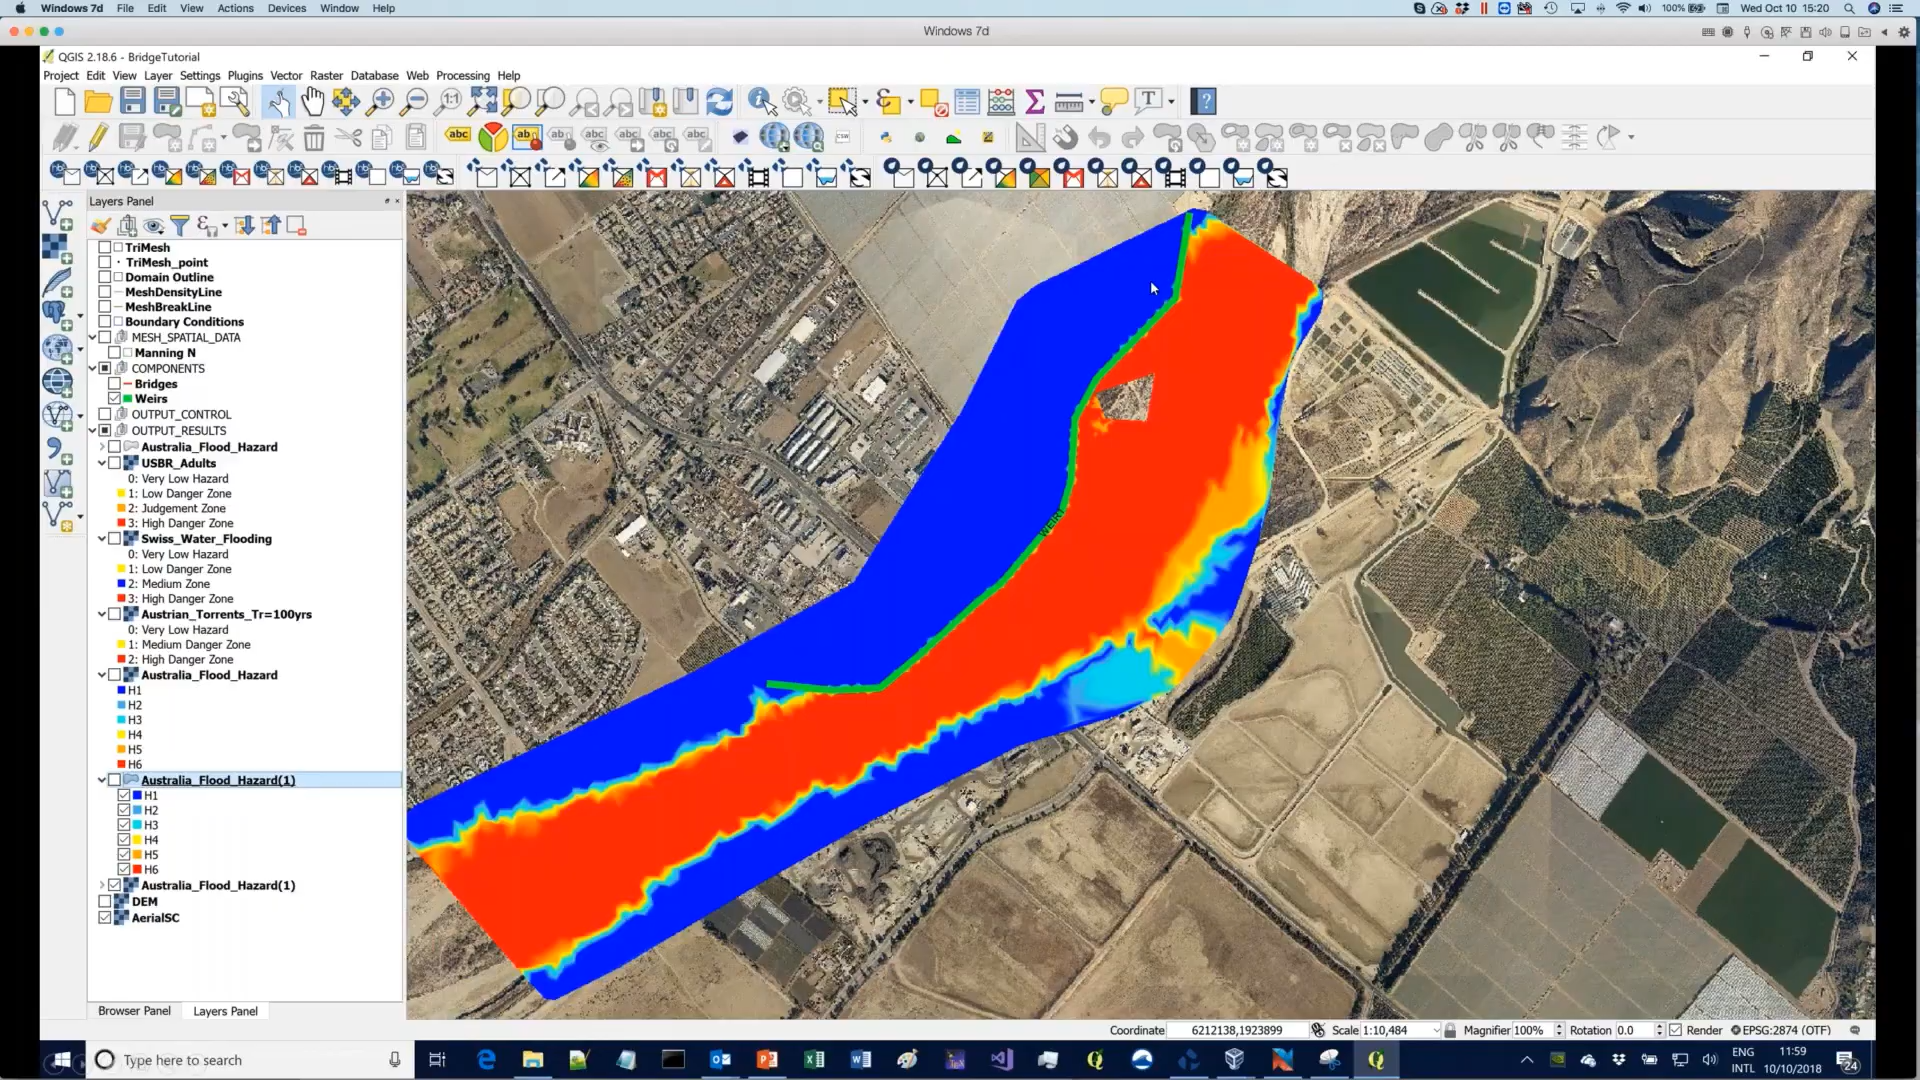 Windows 7d File Edit View Actions Devices Window Help 100% Wed Oct 10 15:20
Windows 7d
QGIS 2.18.6 - BridgeTutorial
Project Edit View Layer Settings Plugins Vector Raster Database Web Processing Help
Layers Panel
TriMesh
TriMesh_point
Domain Outline
MeshDensityLine
MeshBreakLine
Boundary Conditions
MESH_SPATIAL_DATA
Manning N
COMPONENTS
Bridges
Weirs
OUTPUT_CONTROL
OUTPUT_RESULTS
Australia_Flood_Hazard
USBR_Adults
0: Very Low Hazard
1: Low Danger Zone
2: Judgement Zone
3: High Danger Zone
Swiss_Water_Flooding
0: Very Low Hazard
1: Low Danger Zone
2: Medium Zone
3: High Danger Zone
Austrian_Torrents_Tr=100yrs
0: Very Low Hazard
1: Medium Danger Zone
2: High Danger Zone
Australia_Flood_Hazard
H1
H2
H3
H4
H5
H6
Australia_Flood_Hazard(1)
H1
H2
H3
H4
H5
H6
Australia_Flood_Hazard(1)
DEM
AerialSC
WEIR1
Browser Panel Layers Panel
Coordinate 6212138,1923899 Scale 1:10,484 Magnifier 100% Rotation 0.0 Render EPSG:2874 (OTF)
Type here to search
ENG
INTL
11:59
10/10/2018
24